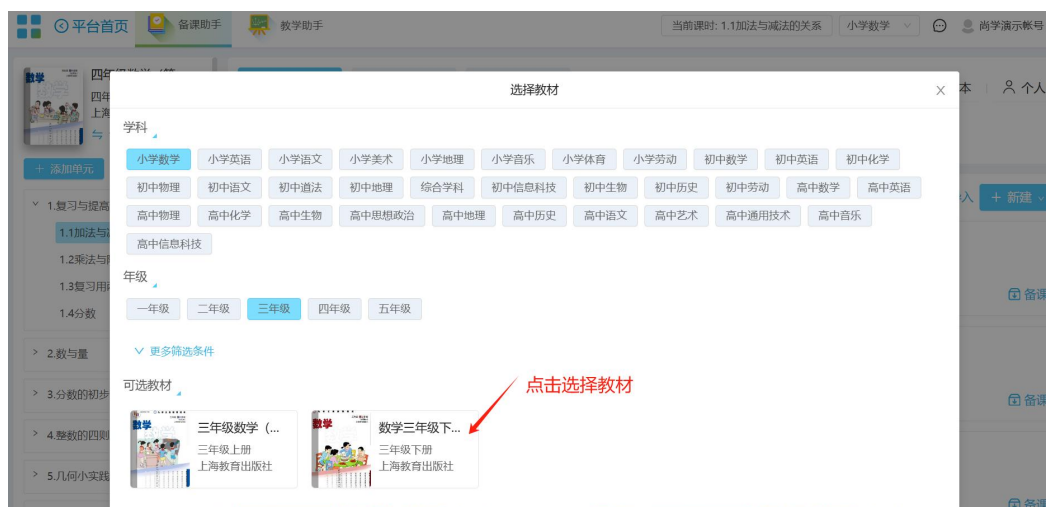 平台首页 备课助手 教学助手 当前课时: 1.1加法与减法的关系 小学数学 尚学演示帐号
数学
四年
上海
选择教材
本 个人
学科
小学数学 小学英语 小学语文 小学美术 小学地理 小学音乐 小学体育 小学劳动 初中数学 初中英语 初中化学
+ 添加单元
初中物理 初中语文 初中道法 初中地理 综合学科 初中信息科技 初中生物 初中历史 初中劳动 高中数学 高中英语
1.复习与提高
入 + 新建
高中物理 高中化学 高中生物 高中思想政治 高中地理 高中历史 高中语文 高中艺术 高中通用技术 高中音乐
1.1加法与
高中信息科技
1.2乘法与
年级
1.3复习用
备课
一年级 二年级 三年级 四年级 五年级
1.4分数
更多筛选条件
2.数与量
可选教材
点击选择教材
3.分数的初步
备课
数学
三年级数学（...
三年级上册
上海教育出版社
数学
数学三年级下...
三年级下册
上海教育出版社
4.整数的四则
5.几何小实践
备课